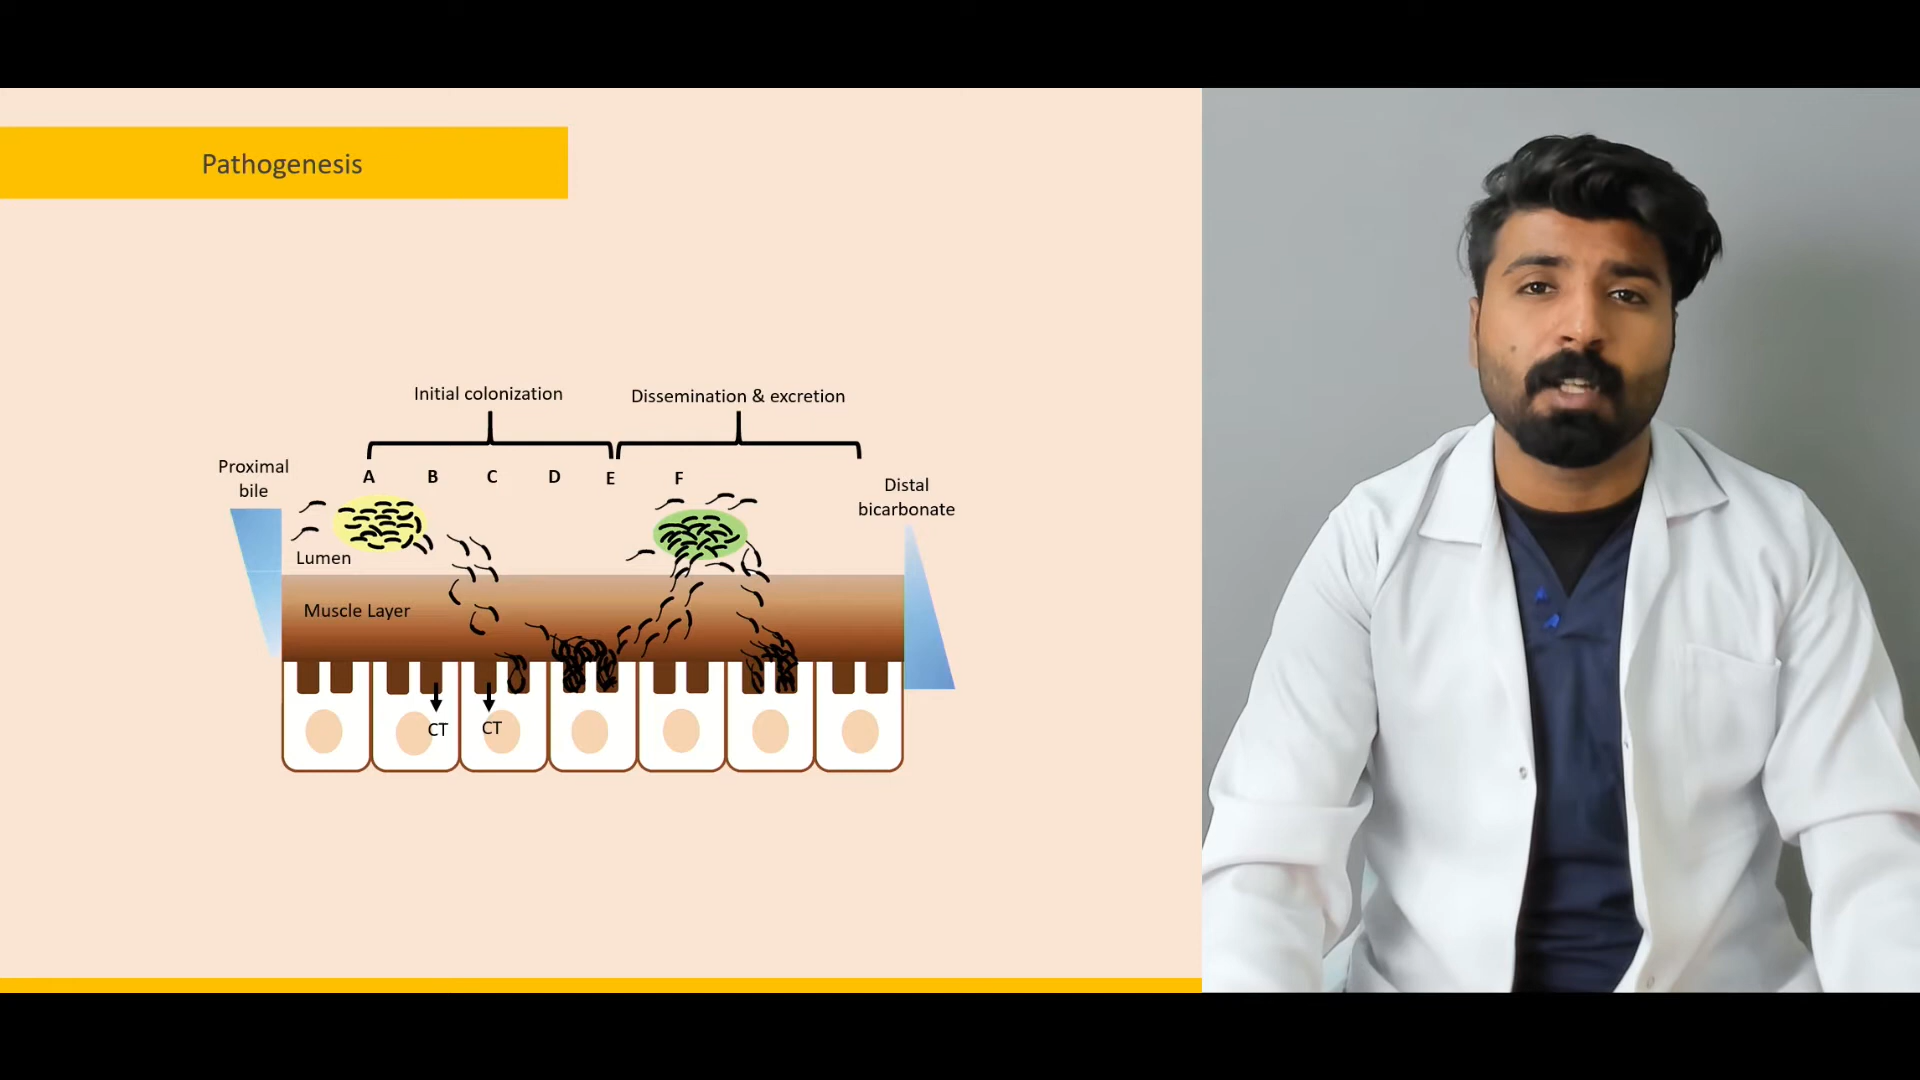 Pathogenesis
Initial colonization
Dissemination & excretion
A B C D E F
Proximal
bile
Distal
bicarbonate
Lumen
Muscle Layer
CT CT